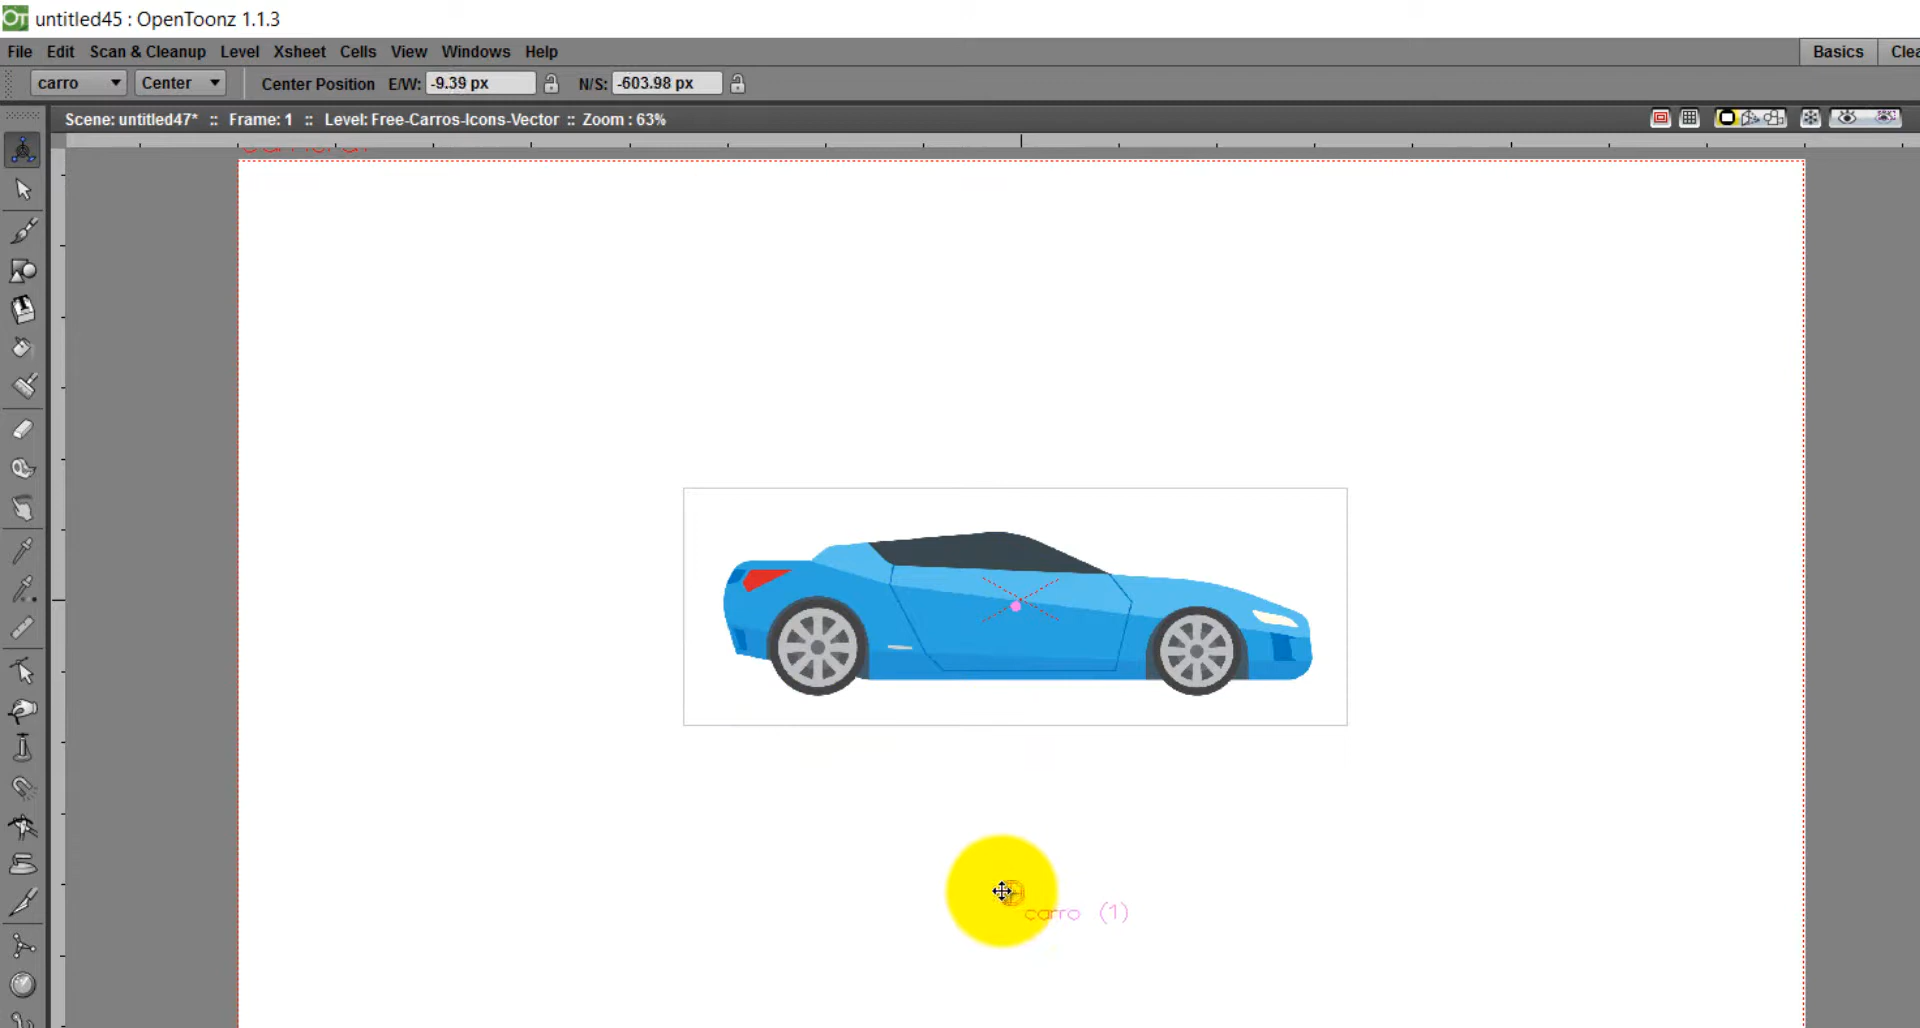 untitled45 : OpenToonz 1.1.3
File Edit Scan & Cleanup Level Xsheet Cells View Windows Help Basics Clea
carro Center Center Position E/W: -9.39 px N/S: -603.98 px
Scene: untitled47* :: Frame: 1 :: Level: Free-Carros-Icons-Vector :: Zoom : 63%
carro (1)